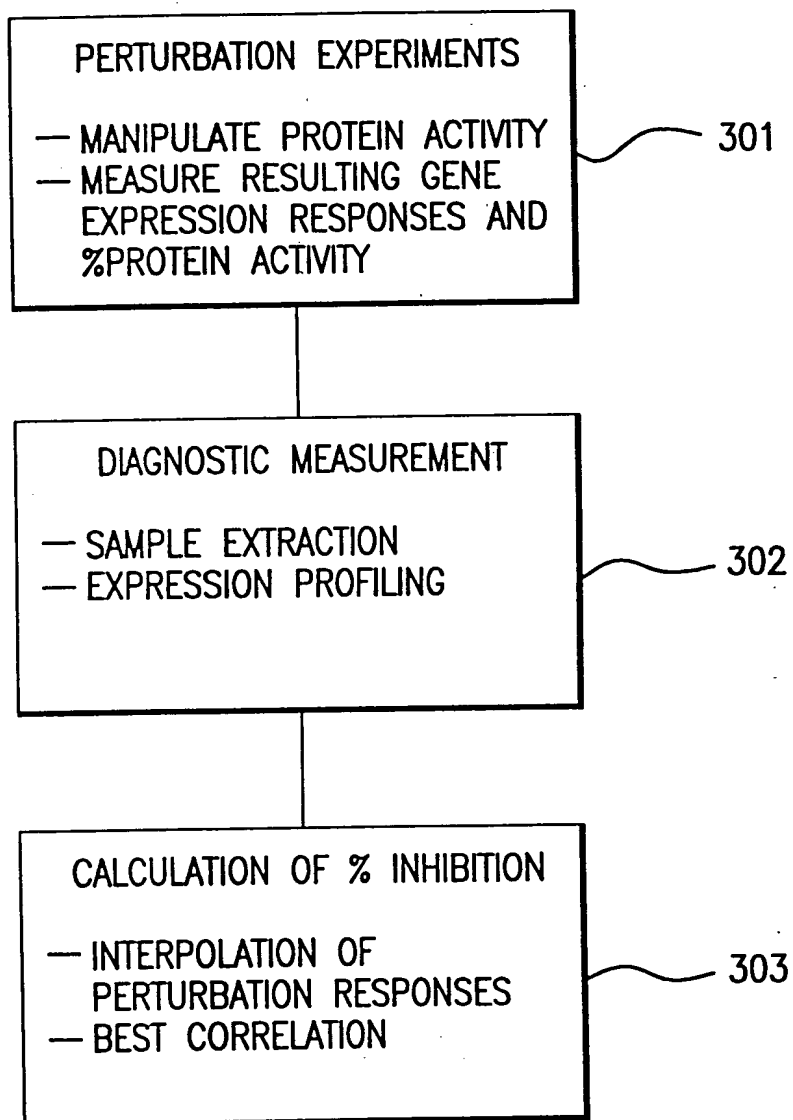 PERTURBATION EXPERIMENTS
— MANIPULATE PROTEIN ACTIVITY
— MEASURE RESULTING GENE
EXPRESSION RESPONSES AND
%PROTEIN ACTIVITY
301
DIAGNOSTIC MEASUREMENT
— SAMPLE EXTRACTION
— EXPRESSION PROFILING
302
CALCULATION OF % INHIBITION
— INTERPOLATION OF
PERTURBATION RESPONSES
— BEST CORRELATION
303